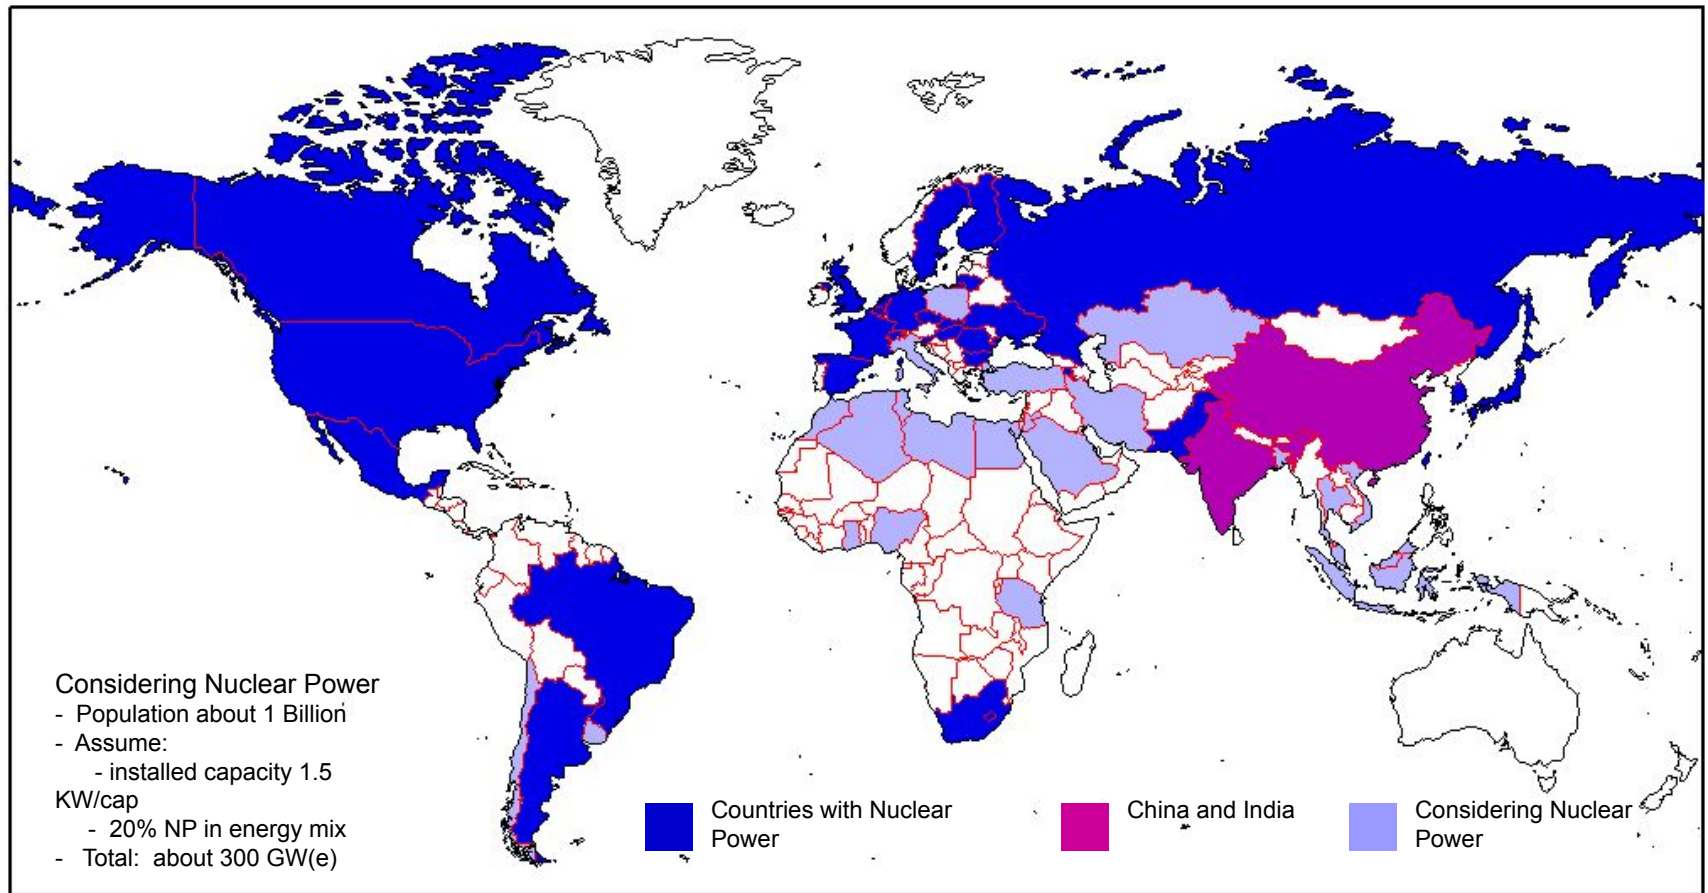 Considering Nuclear Power
- Population about 1 Billion
- Assume:
- installed capacity 1.5
KW/cap
- 20% NP in energy mix
- Total: about 300 GW(e)
Countries with Nuclear
Power
China and India
Considering Nuclear
Power